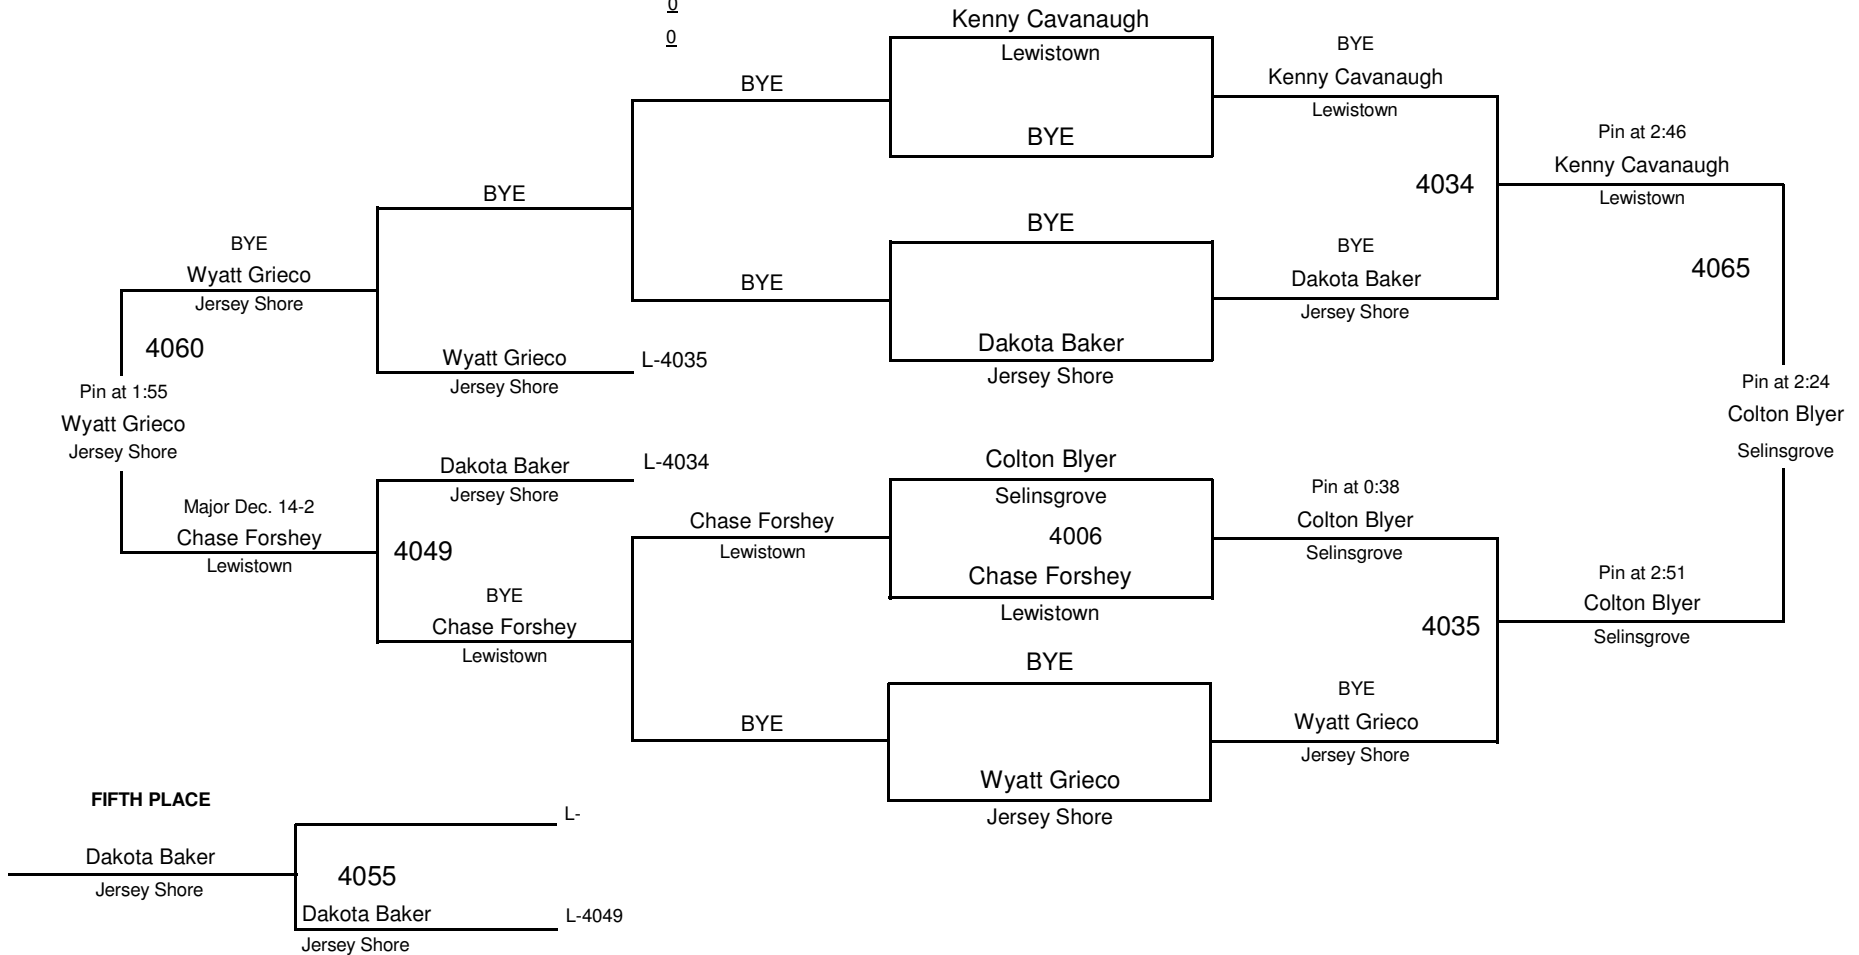 0
0
Kenny Cavanaugh
Lewistown
BYE
BYE
Kenny Cavanaugh
Lewistown
BYE
Pin at 2:46
Kenny Cavanaugh
Lewistown
4034
BYE
BYE
BYE
Wyatt Grieco
Jersey Shore
BYE
BYE
Dakota Baker
Jersey Shore
4065
4060
Dakota Baker
Jersey Shore
Wyatt Grieco
Jersey Shore
L-4035
Pin at 1:55
Wyatt Grieco
Jersey Shore
Pin at 2:24
Colton Blyer
Selinsgrove
Dakota Baker
Jersey Shore
L-4034
Colton Blyer
Selinsgrove
4006
Chase Forshey
Lewistown
Pin at 0:38
Colton Blyer
Selinsgrove
Major Dec. 14-2
Chase Forshey
Lewistown
4049
Chase Forshey
Lewistown
BYE
Chase Forshey
Lewistown
Pin at 2:51
Colton Blyer
Selinsgrove
4035
BYE
BYE
Wyatt Grieco
Jersey Shore
BYE
Wyatt Grieco
Jersey Shore
FIFTH PLACE
L-
Dakota Baker
Jersey Shore
4055
Dakota Baker
Jersey Shore
L-4049